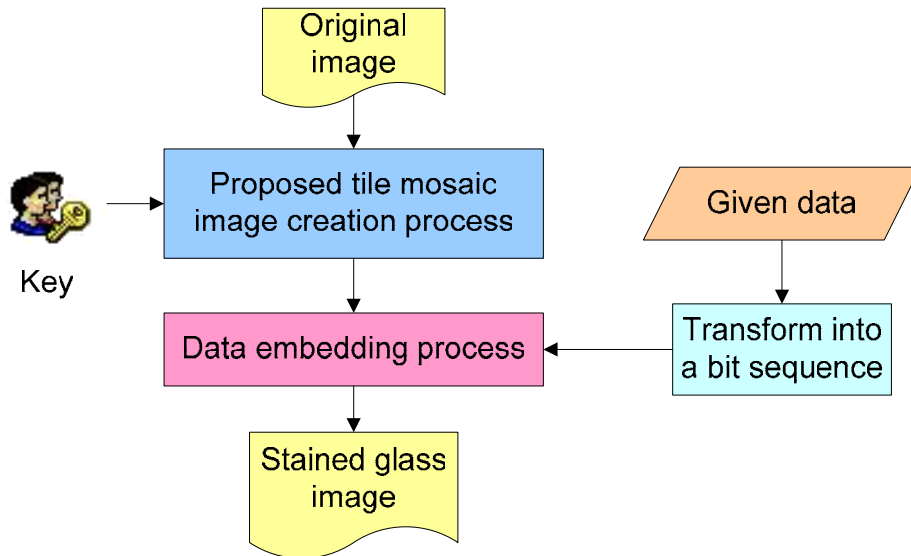 Original
image
Proposed tile mosaic
image creation process
Key
Given data
Transform into
a bit sequence
Data embedding process
Stained glass
image